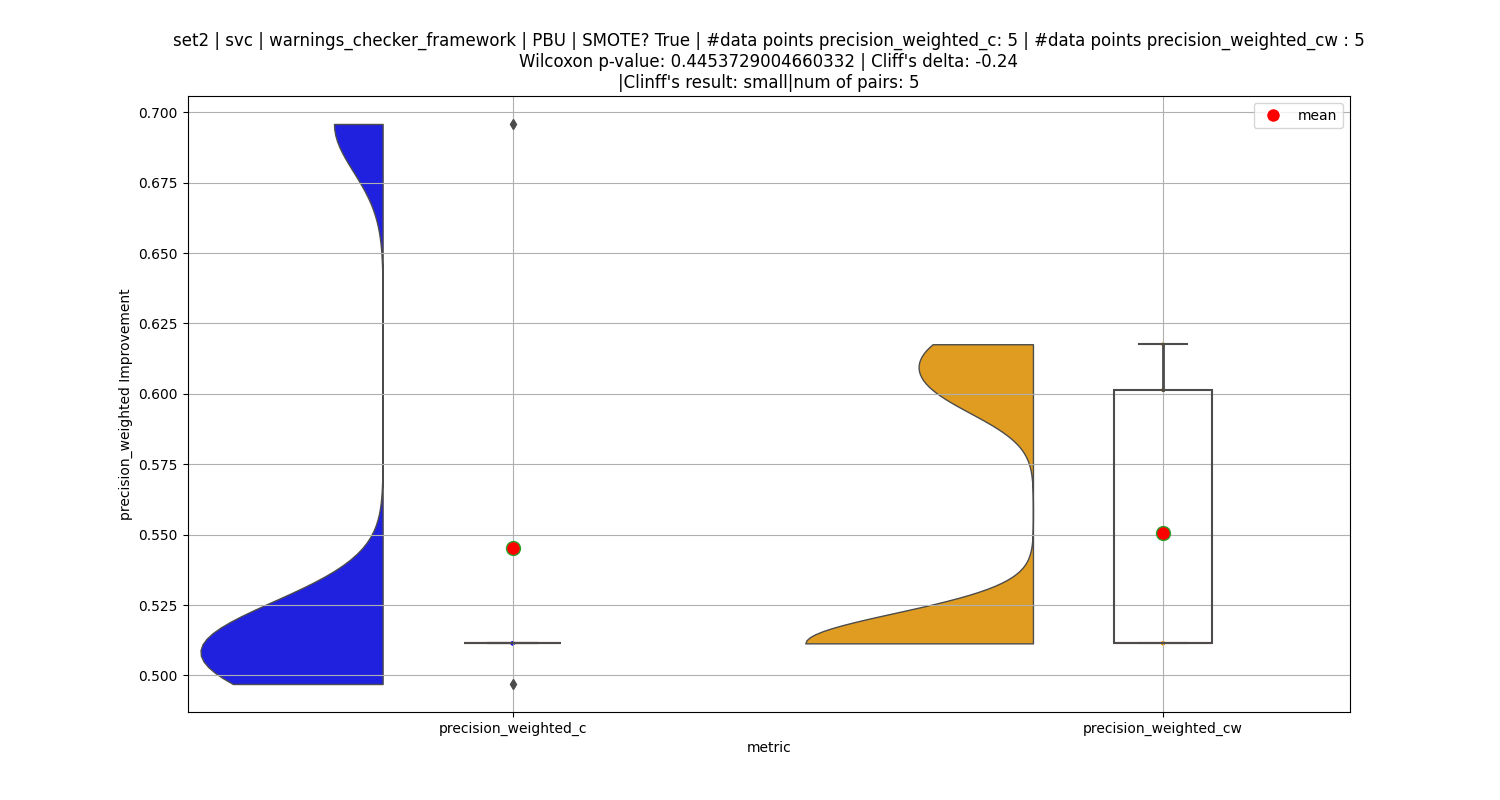 set2 | svc | warnings_checker_framework | PBU | SMOTE? True | #data points precision_weighted_c: 5 | #data points precision_weighted_cw : 5
Wilcoxon p-value: 0.4453729004660332 | Cliff's delta: -0.24
|Clinff's result: small|num of pairs: 5
mean
precision_weighted Improvement
0.700
0.675
0.650
0.625
0.600
0.575
0.550
0.525
0.500
precision_weighted_c
precision_weighted_cw
metric